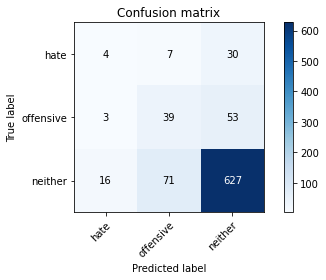 Confusion matrix
hate 4 7 30
offensive 3 39 53
neither 16 71 627
hate offensive neither
True label
Predicted label
600
500
400
300
200
100